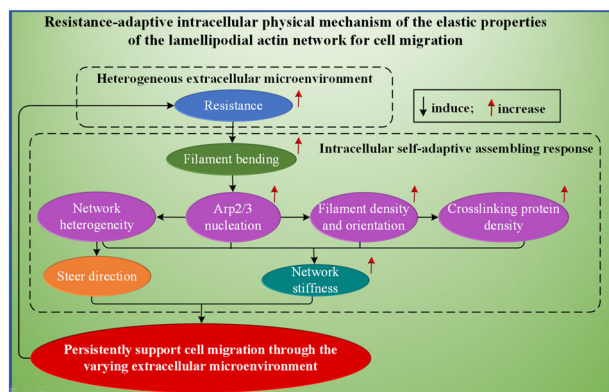 Resistance-adaptive intracellular physical mechanism of the elastic properties
of the lamellipodial actin network for cell migration
Heterogeneous extracellular microenvironment
Resistance
induce; increase
Filament bending
Intracellular self-adaptive assembling response
Network
heterogeneity
Arp2/3
nucleation
Filament density
and orientation
Crosslinking protein
density
Steer direction
Network
stiffness
Persistently support cell migration through the
varying extracellular microenvironment